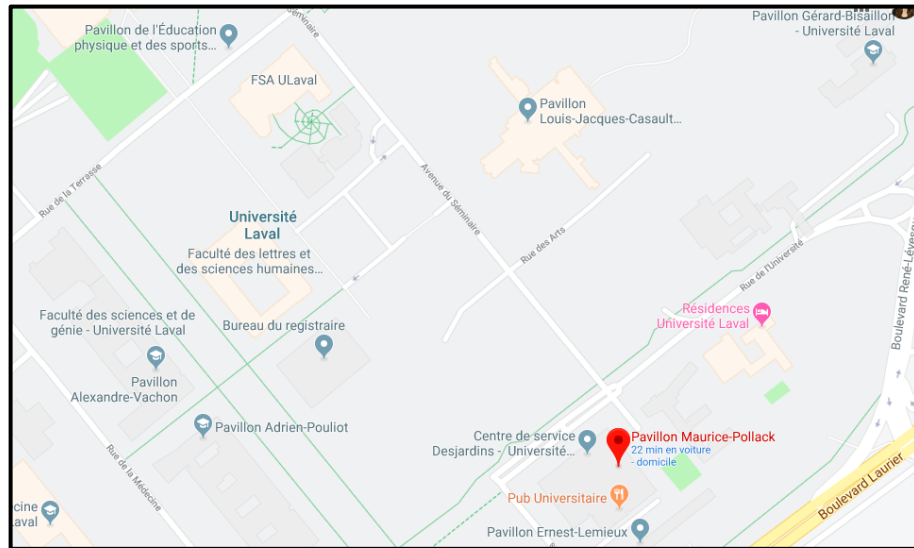 Pavillon de l'Éducation
physique et des sports…
Séminaire
Pavillon Gérard-Bisaillon
- Université Laval
FSA ULaval
Pavillon
Louis-Jacques-Casault…
Rue de la Terrasse
Avenue du Séminaire
Université
Laval
Faculté des lettres et
des sciences humaines…
Rue des Arts
Rue de l'Université
Boulevard René-Lévesq
Faculté des sciences et de
génie - Université Laval
Bureau du registraire
Résidences
Université Laval
Pavillon
Alexandre-Vachon
Pavillon Adrien-Pouliot
Centre de service
Desjardins - Université…
Pavillon Maurice-Pollack
22 min en voiture
- domicile
Rue de la Médecine
Pub Universitaire
Boulevard Laurier
cine
Laval
Pavillon Ernest-Lemieux